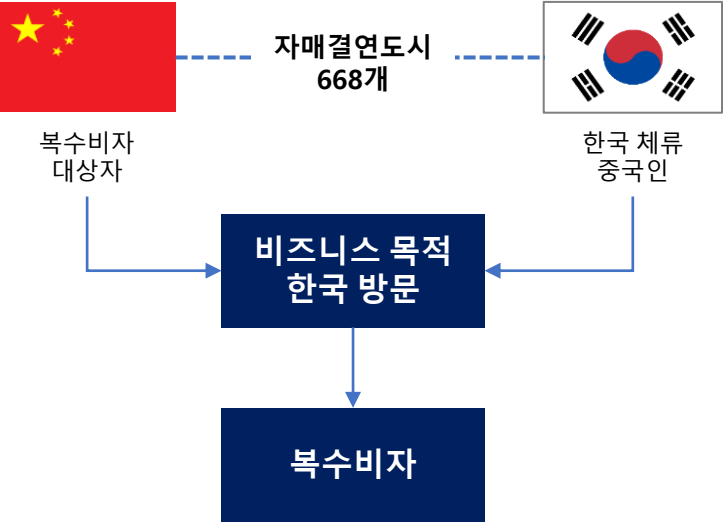 자매결연도시
668개
복수비자
대상자
한국 체류
중국인
비즈니스 목적
한국 방문
복수비자